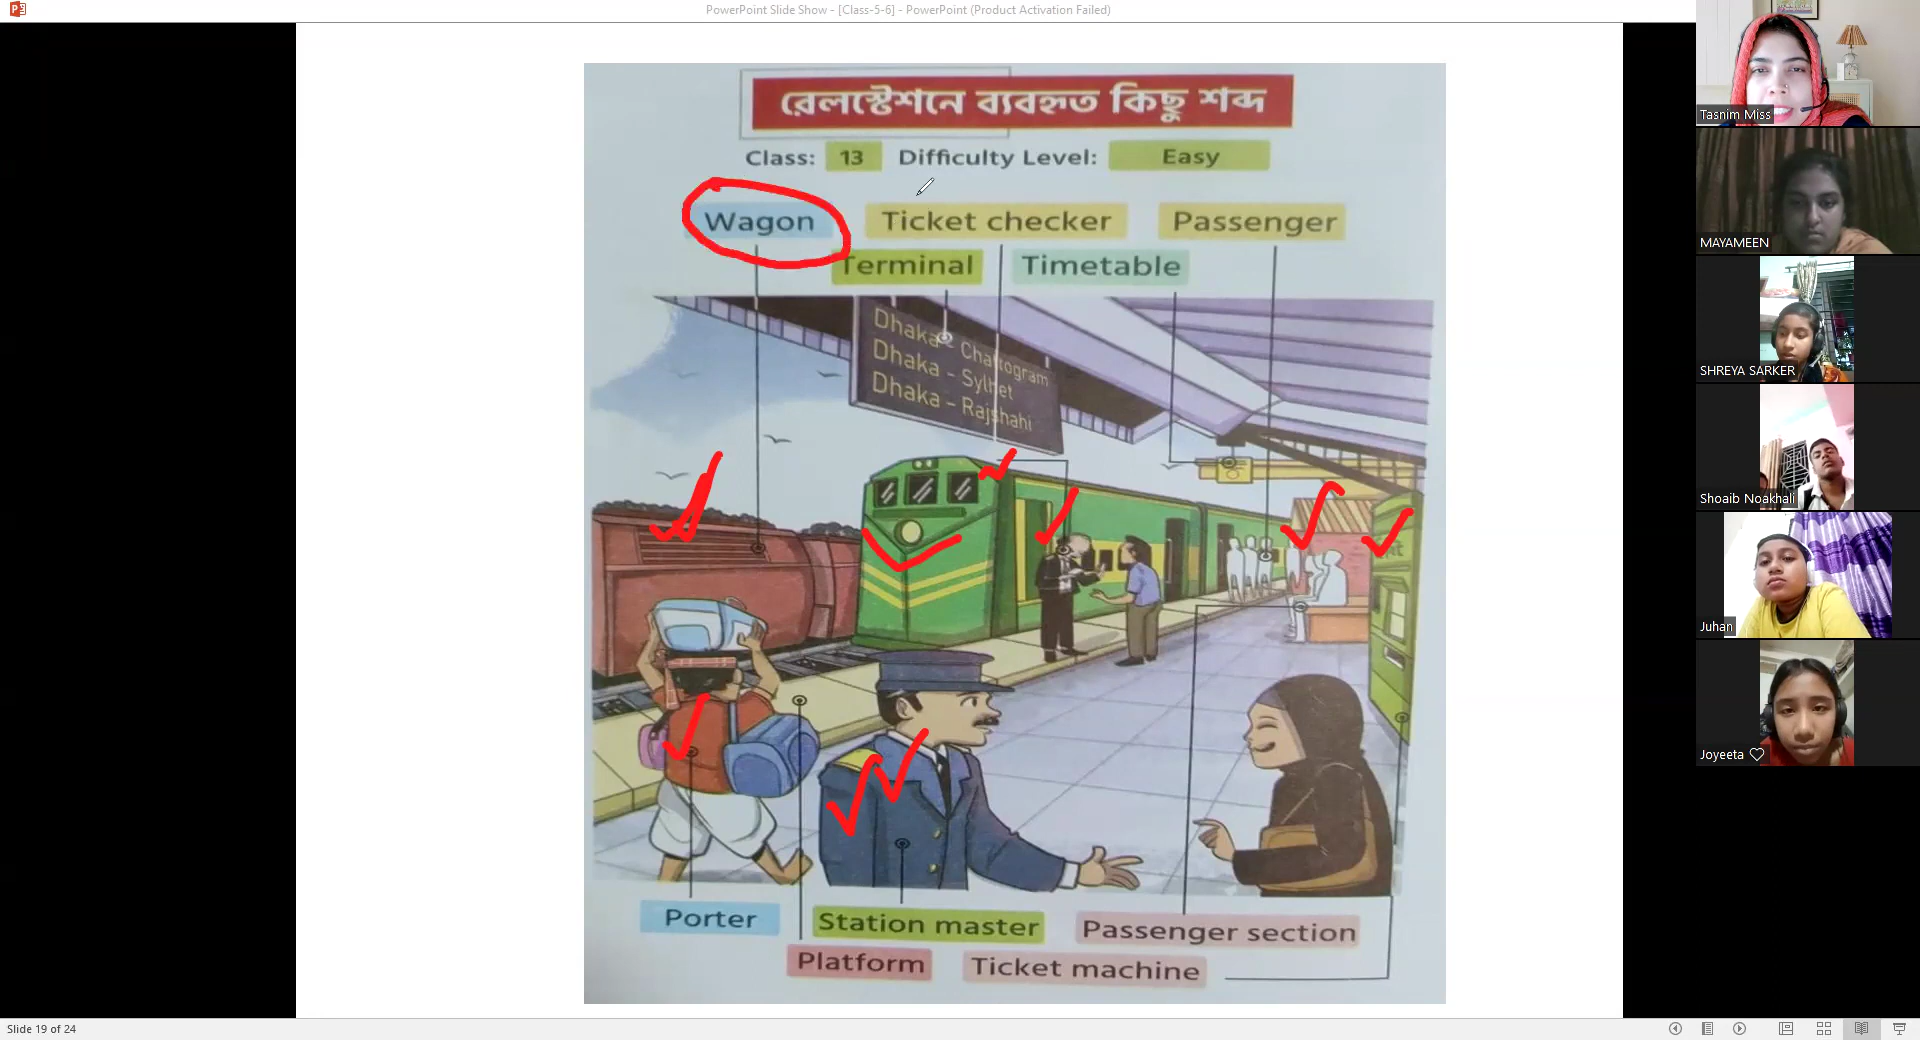 PowerPoint Slide Show - [Class-5-6] - PowerPoint (Product Activation Failed)
রেলস্টেশনে ব্যবহৃত কিছু শব্দ
Class: 13 Difficulty Level: Easy
Wagon Ticket checker Passenger
Terminal Timetable
Dhaka - Chattogram
Dhaka - Sylhet
Dhaka - Rajshahi
Porter Station master Passenger section
Platform Ticket machine
Tasnim Miss
MAYAMEEN
SHREYA SARKER
Shoaib Noakhali
Juhan
Joyeeta ♡
Slide 19 of 24